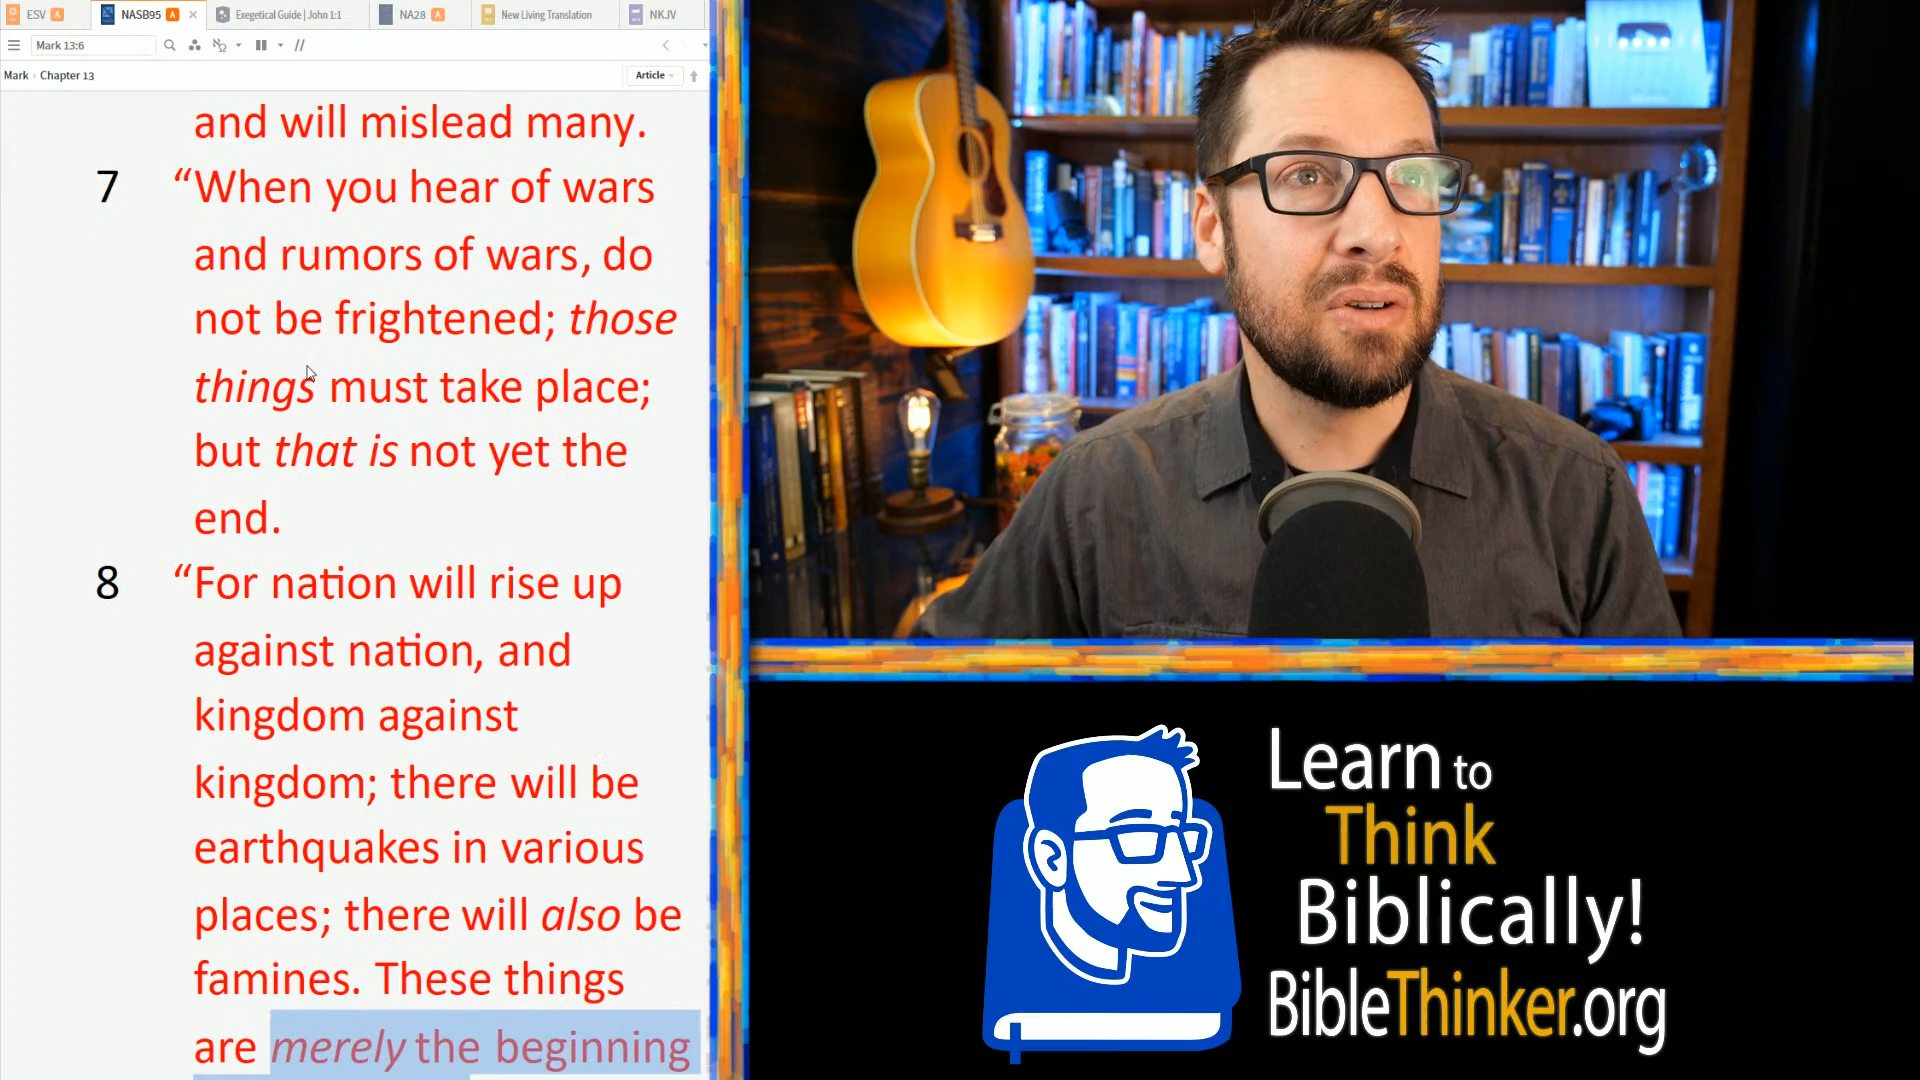 ESV A
NASB95 A
Exegetical Guide | John 1:1
NA28 A
New Living Translation
NKJV
Mark 13:6
Mark › Chapter 13
Article
and will mislead many.
7 “When you hear of wars
and rumors of wars, do
not be frightened; those
things must take place;
but that is not yet the
end.
8 “For nation will rise up
against nation, and
kingdom against
kingdom; there will be
earthquakes in various
places; there will also be
famines. These things
are merely the beginning
Learn to
Think
Biblically!
BibleThinker.org